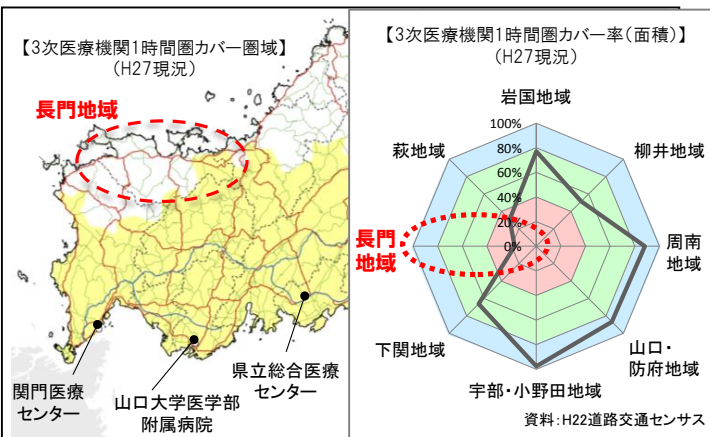 【3次医療機関1時間圏カバー圏域】
（H27現況）
長門地域
関門医療
センター
山口大学医学部
附属病院
県立総合医療
センター
【3次医療機関1時間圏カバー率（面積）】
（H27現況）
岩国地域
柳井地域
周南
地域
山口・
防府地域
宇部・小野田地域
下関地域
長門
地域
萩地域
100%
80%
60%
40%
20%
0%
資料：H22道路交通センサス